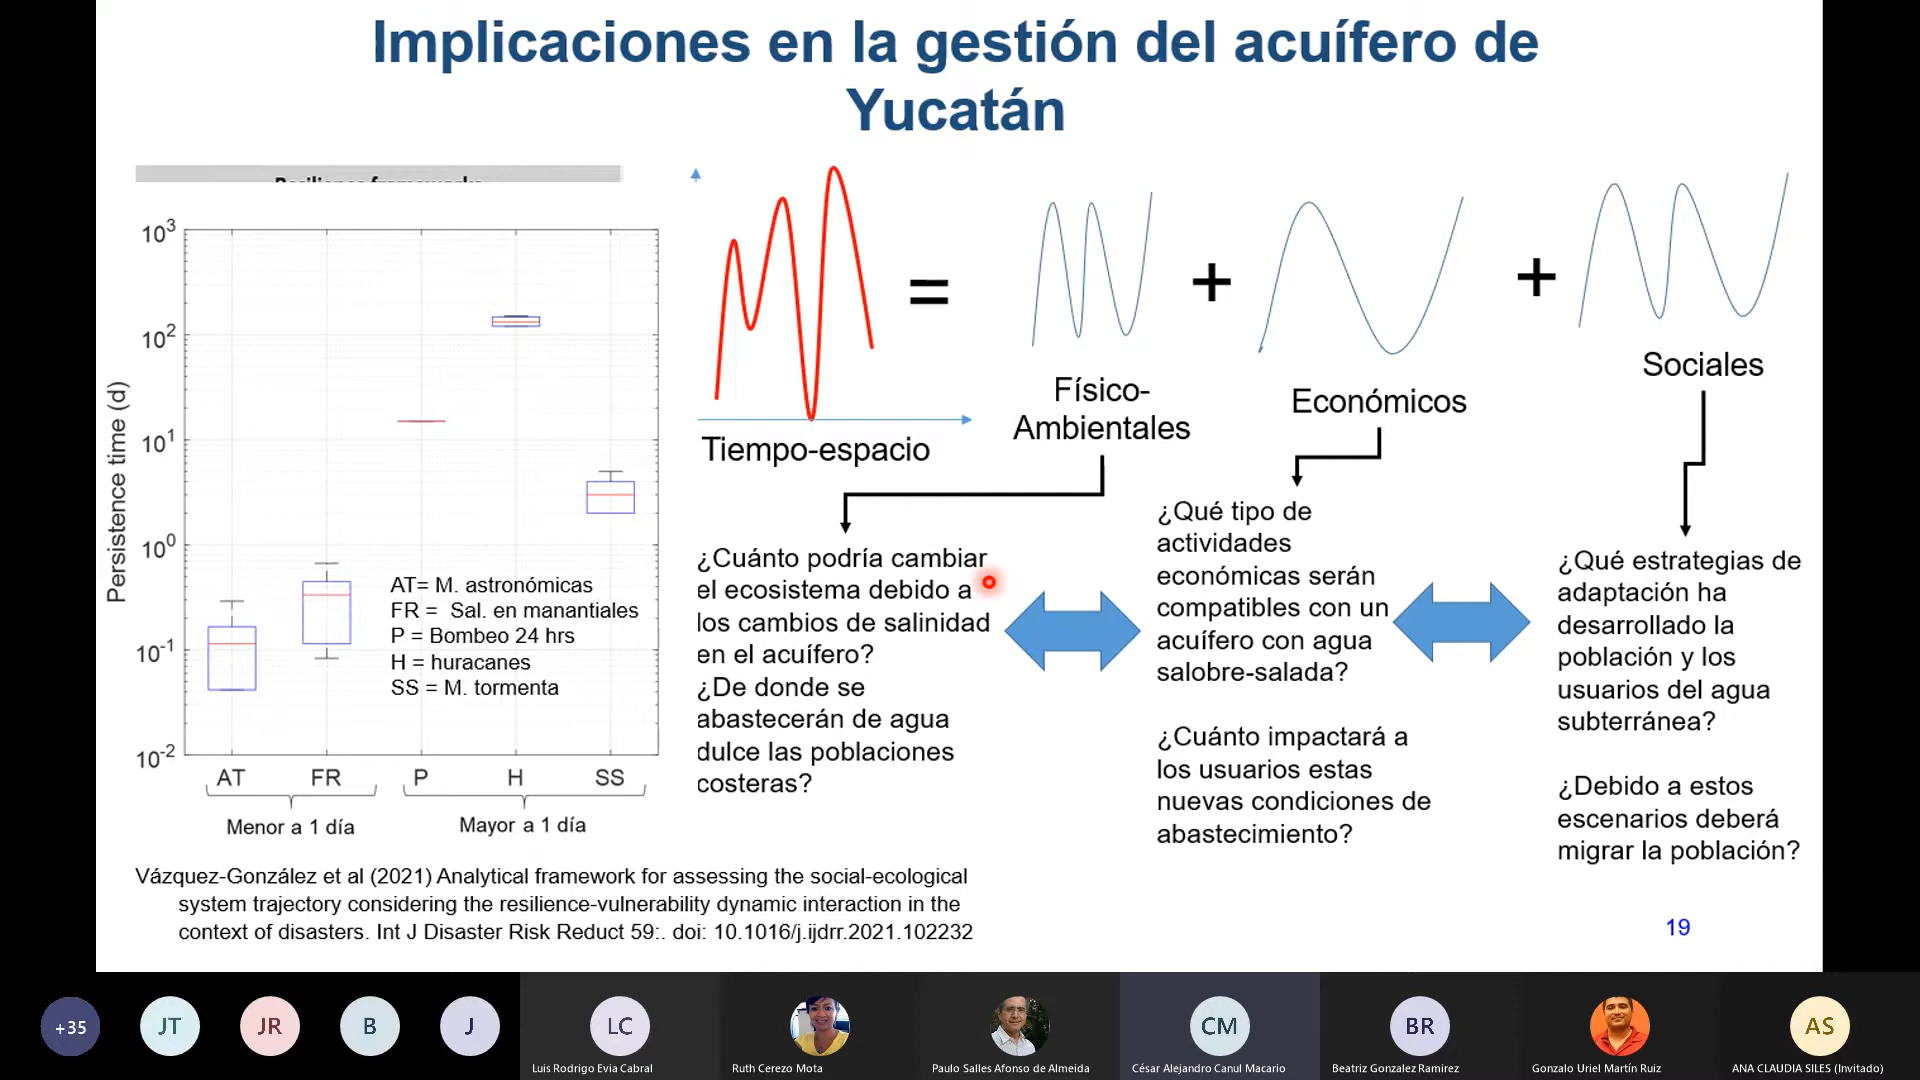 Implicaciones en la gestión del acuífero de
Yucatán
Resilience frameworks
10³
10²
10¹
10⁰
10⁻¹
10⁻²
Persistence time (d)
AT= M. astronómicas
FR = Sal. en manantiales
P = Bombeo 24 hrs
H = huracanes
SS = M. tormenta
AT FR P H SS
Menor a 1 día
Mayor a 1 día
Tiempo-espacio
=
Físico-
Ambientales
+
Económicos
+
Sociales
¿Cuánto podría cambiar
el ecosistema debido a
los cambios de salinidad
en el acuífero?
¿De donde se
abastecerán de agua
dulce las poblaciones
costeras?
¿Qué tipo de
actividades
económicas serán
compatibles con un
acuífero con agua
salobre-salada?
¿Cuánto impactará a
los usuarios estas
nuevas condiciones de
abastecimiento?
¿Qué estrategias de
adaptación ha
desarrollado la
población y los
usuarios del agua
subterránea?
¿Debido a estos
escenarios deberá
migrar la población?
Vázquez-González et al (2021) Analytical framework for assessing the social-ecological
system trajectory considering the resilience-vulnerability dynamic interaction in the
context of disasters. Int J Disaster Risk Reduct 59:. doi: 10.1016/j.ijdrr.2021.102232
19
+35
JT
JR
B
J
LC
CM
BR
AS
Luis Rodrigo Evia Cabral
Ruth Cerezo Mota
Paulo Salles Afonso de Almeida
César Alejandro Canul Macario
Beatriz Gonzalez Ramirez
Gonzalo Uriel Martín Ruiz
ANA CLAUDIA SILES (Invitado)